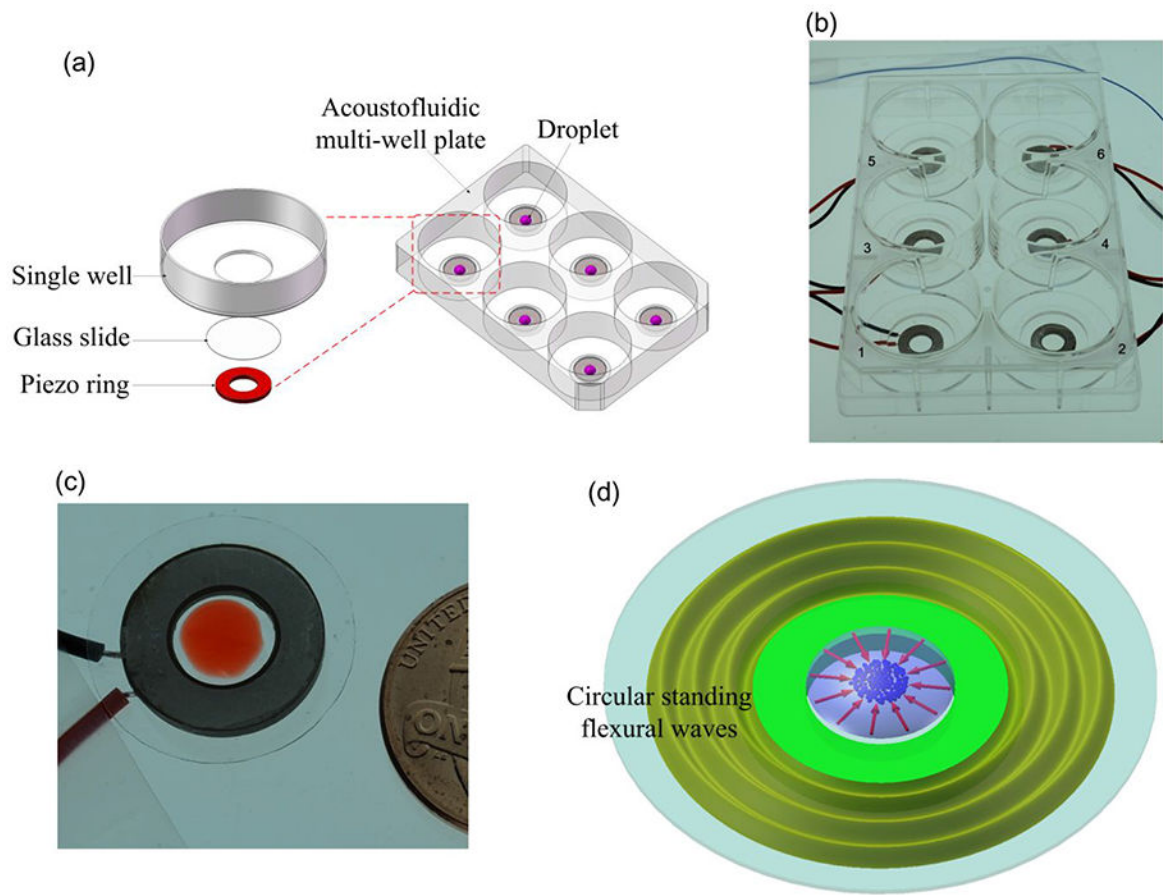 (a)
Acoustofluidic
multi-well plate
Droplet
Single well
Glass slide
Piezo ring
(b)
5
6
3
4
1
2
(c)
UNITED
ONE
(d)
Circular standing
flexural waves